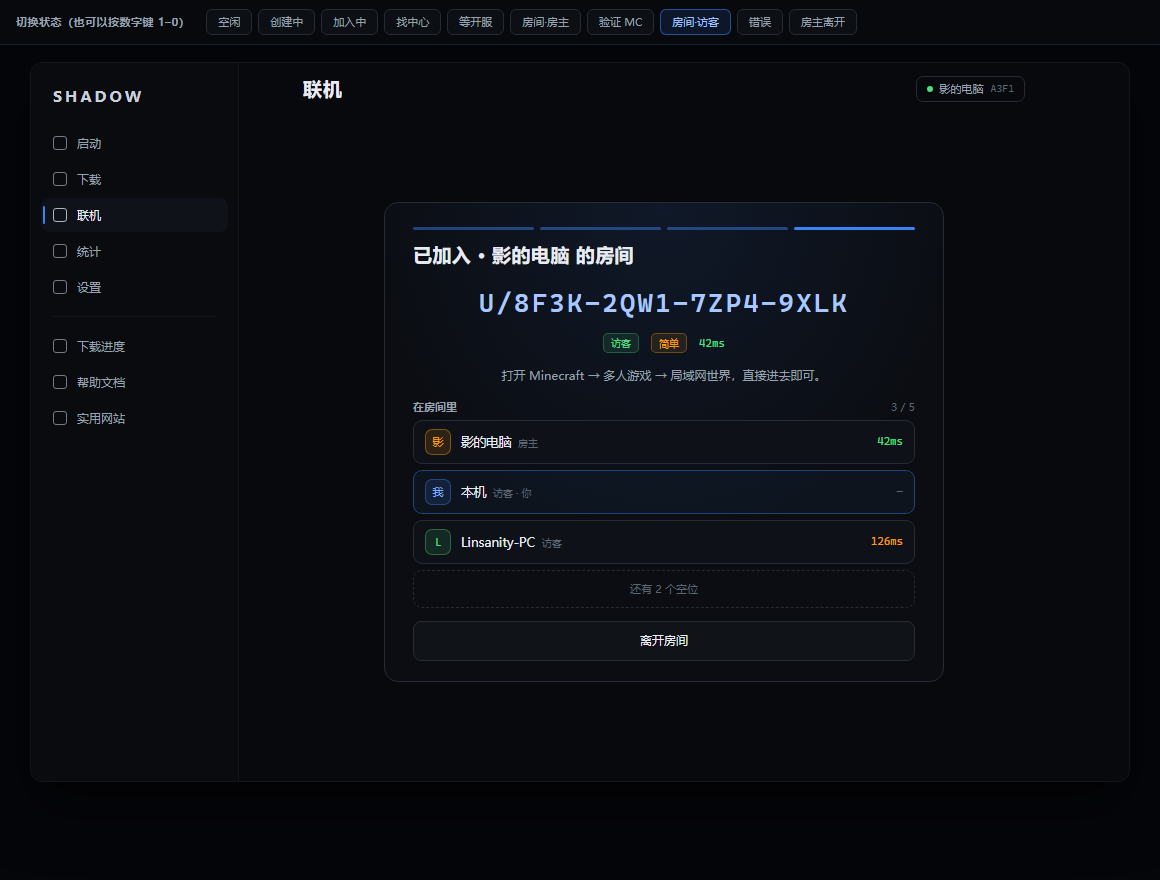 切换状态（也可以按数字键 1–0） 空闲 创建中 加入中 找中心 等开服 房间·房主 验证 MC 房间·访客 错误 房主离开
SHADOW
启动
下载
联机
统计
设置
下载进度
帮助文档
实用网站
联机
影的电脑 A3F1
已加入 · 影的电脑 的房间
U/8F3K-2QW1-7ZP4-9XLK
访客 简单 42ms
打开 Minecraft → 多人游戏 → 局域网世界，直接进去即可。
在房间里 3 / 5
影 影的电脑 房主 42ms
我 本机 访客 · 你 –
L Linsanity-PC 访客 126ms
还有 2 个空位
离开房间